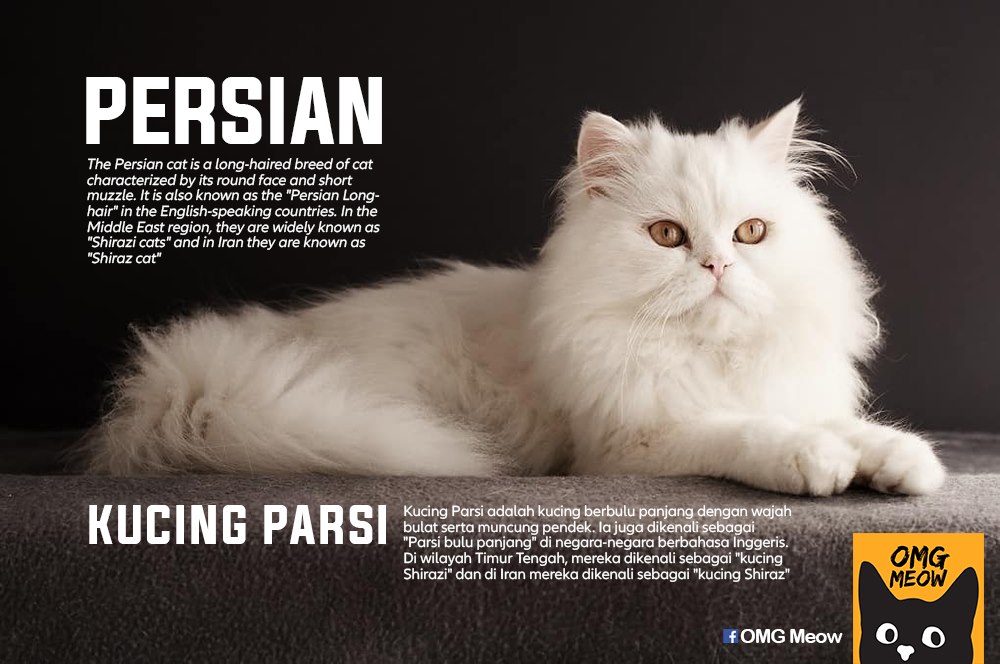 PERSIAN
The Persian cat is a long-haired breed of cat
characterized by its round face and short
muzzle. It is also known as the "Persian Long-
hair" in the English-speaking countries. In the
Middle East region, they are widely known as
"Shirazi cats" and in Iran they are known as
"Shiraz cat"
KUCING PARSI
Kucing Parsi adalah kucing berbulu panjang dengan wajah
bulat serta muncung pendek. Ia juga dikenali sebagai
"Parsi bulu panjang" di negara-negara berbahasa Inggeris.
Di wilayah Timur Tengah, mereka dikenali sebagai "kucing
Shirazi" dan di Iran mereka dikenali sebagai "kucing Shiraz"
OMG
MEOW
f OMG Meow